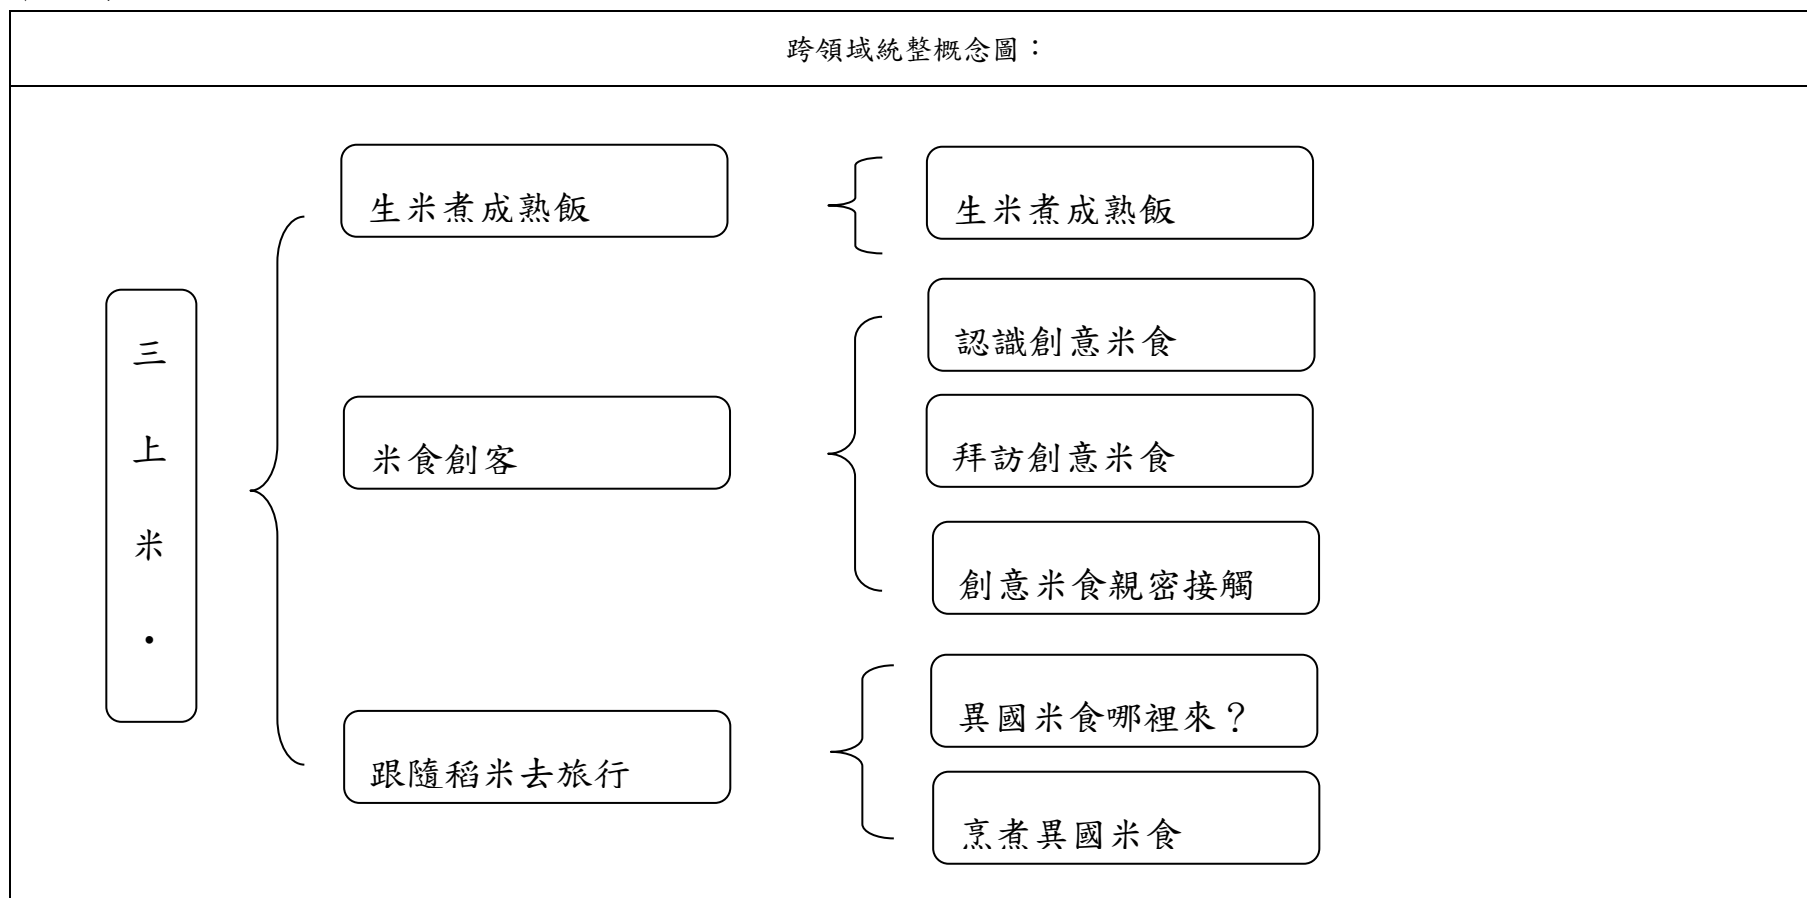 跨領域統整概念圖：
三
上
米
・
生米煮成熟飯
生米煮成熟飯
米食創客
認識創意米食
拜訪創意米食
創意米食親密接觸
跟隨稻米去旅行
異國米食哪裡來？
烹煮異國米食